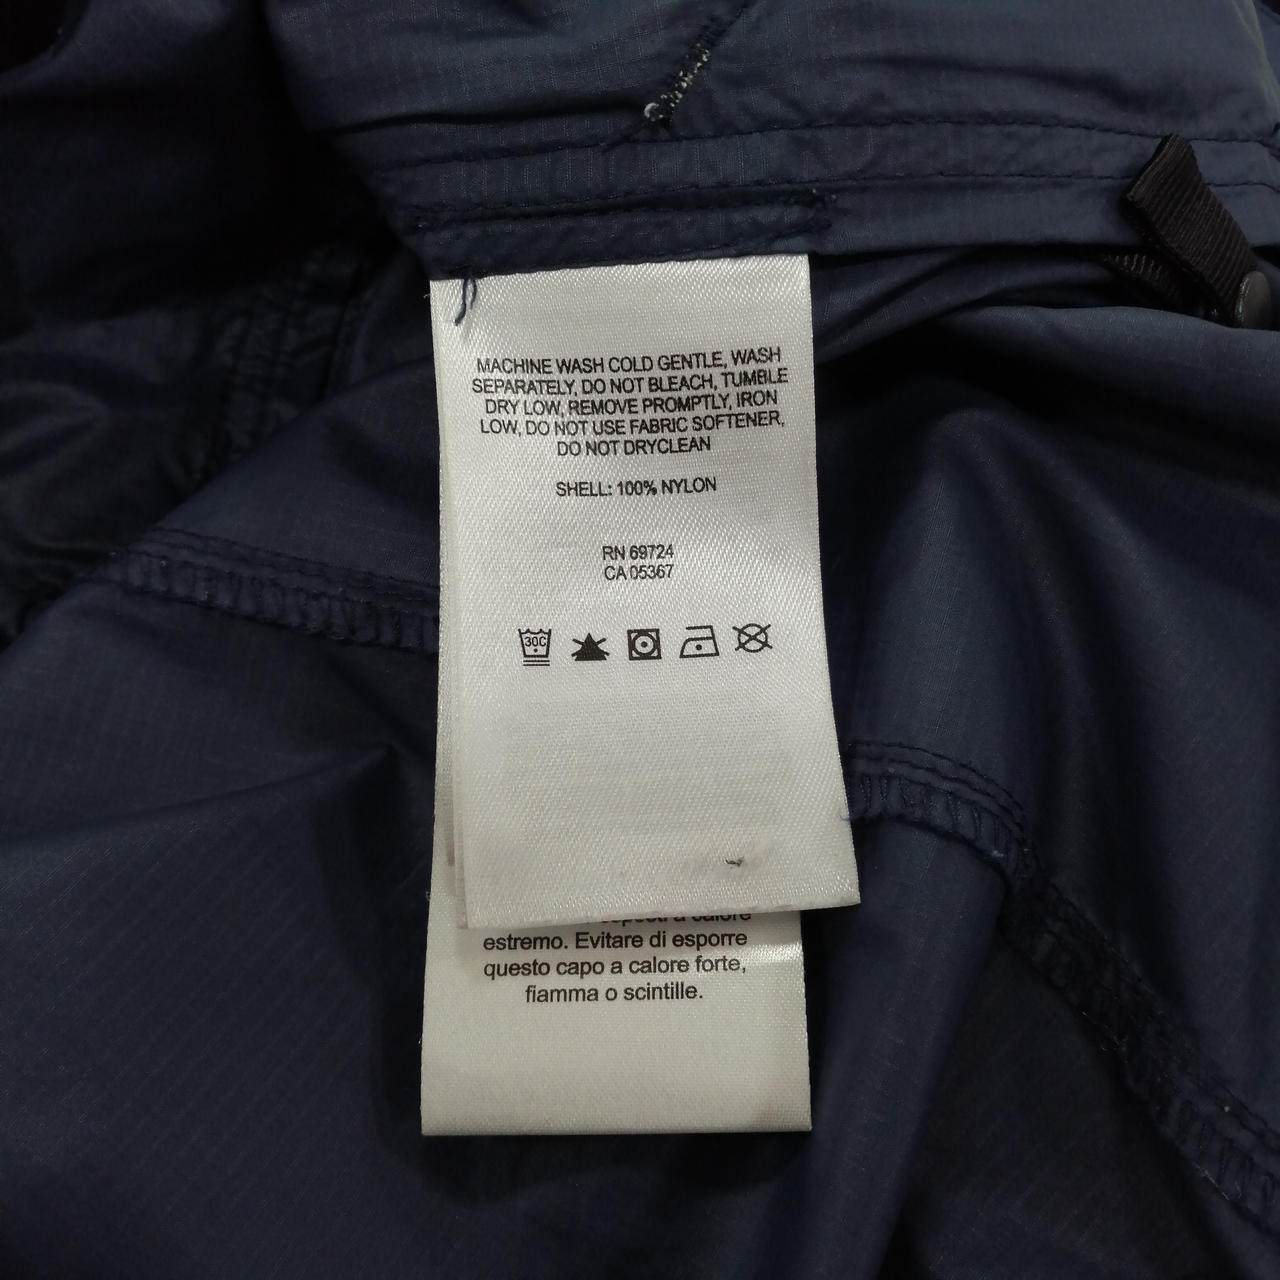 MACHINE WASH COLD GENTLE, WASH
SEPARATELY, DO NOT BLEACH, TUMBLE
DRY LOW, REMOVE PROMPTLY, IRON
LOW, DO NOT USE FABRIC SOFTENER,
DO NOT DRYCLEAN
SHELL: 100% NYLON
RN 69724
CA 05367
30C
a calore
estremo. Evitare di esporre
questo capo a calore forte,
fiamma o scintille.